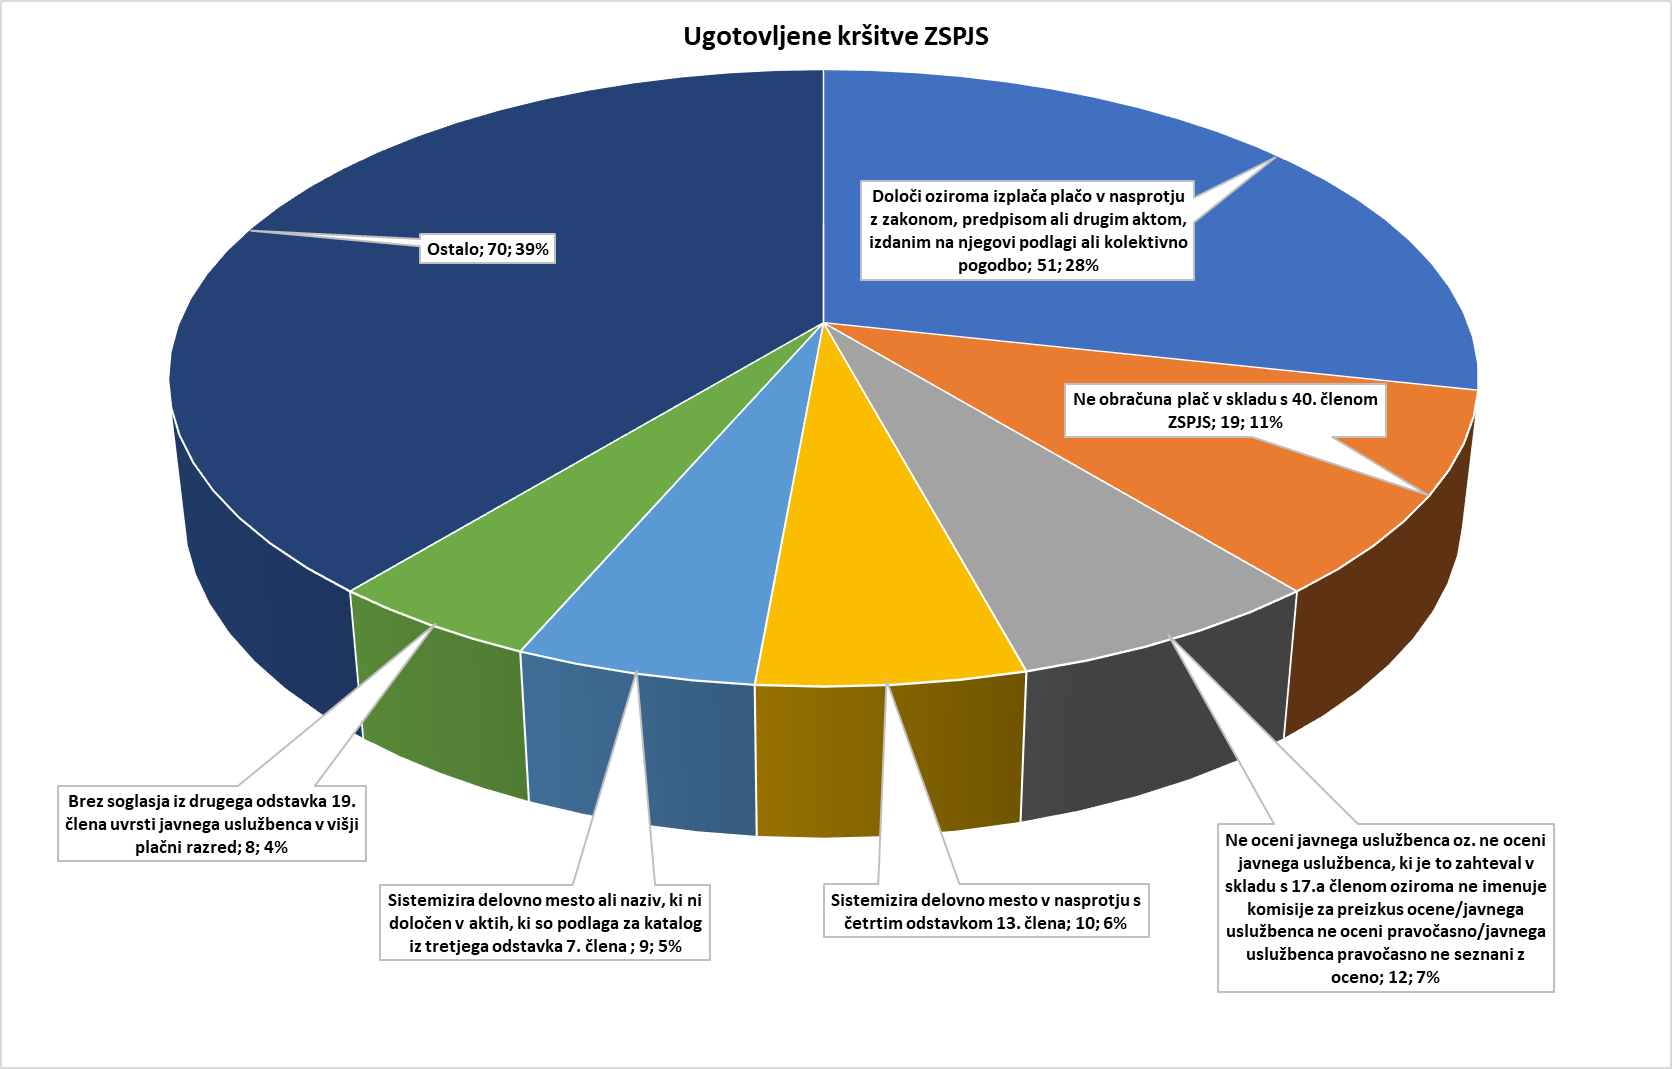 Ugotovljene kršitve ZSPJS
Določi oziroma izplača plačo v nasprotju
z zakonom, predpisom ali drugim aktom,
izdanim na njegovi podlagi ali kolektivno
pogodbo; 51; 28%
Ostalo; 70; 39%
Ne obračuna plač v skladu s 40. členom
ZSPJS; 19; 11%
Brez soglasja iz drugega odstavka 19.
člena uvrsti javnega uslužbenca v višji
plačni razred; 8; 4%
Sistemizira delovno mesto ali naziv, ki ni
določen v aktih, ki so podlaga za katalog
iz tretjega odstavka 7. člena ; 9; 5%
Sistemizira delovno mesto v nasprotju s
četrtim odstavkom 13. člena; 10; 6%
Ne oceni javnega uslužbenca oz. ne oceni
javnega uslužbenca, ki je to zahteval v
skladu s 17.a členom oziroma ne imenuje
komisije za preizkus ocene/javnega
uslužbenca ne oceni pravočasno/javnega
uslužbenca pravočasno ne seznani z
oceno; 12; 7%